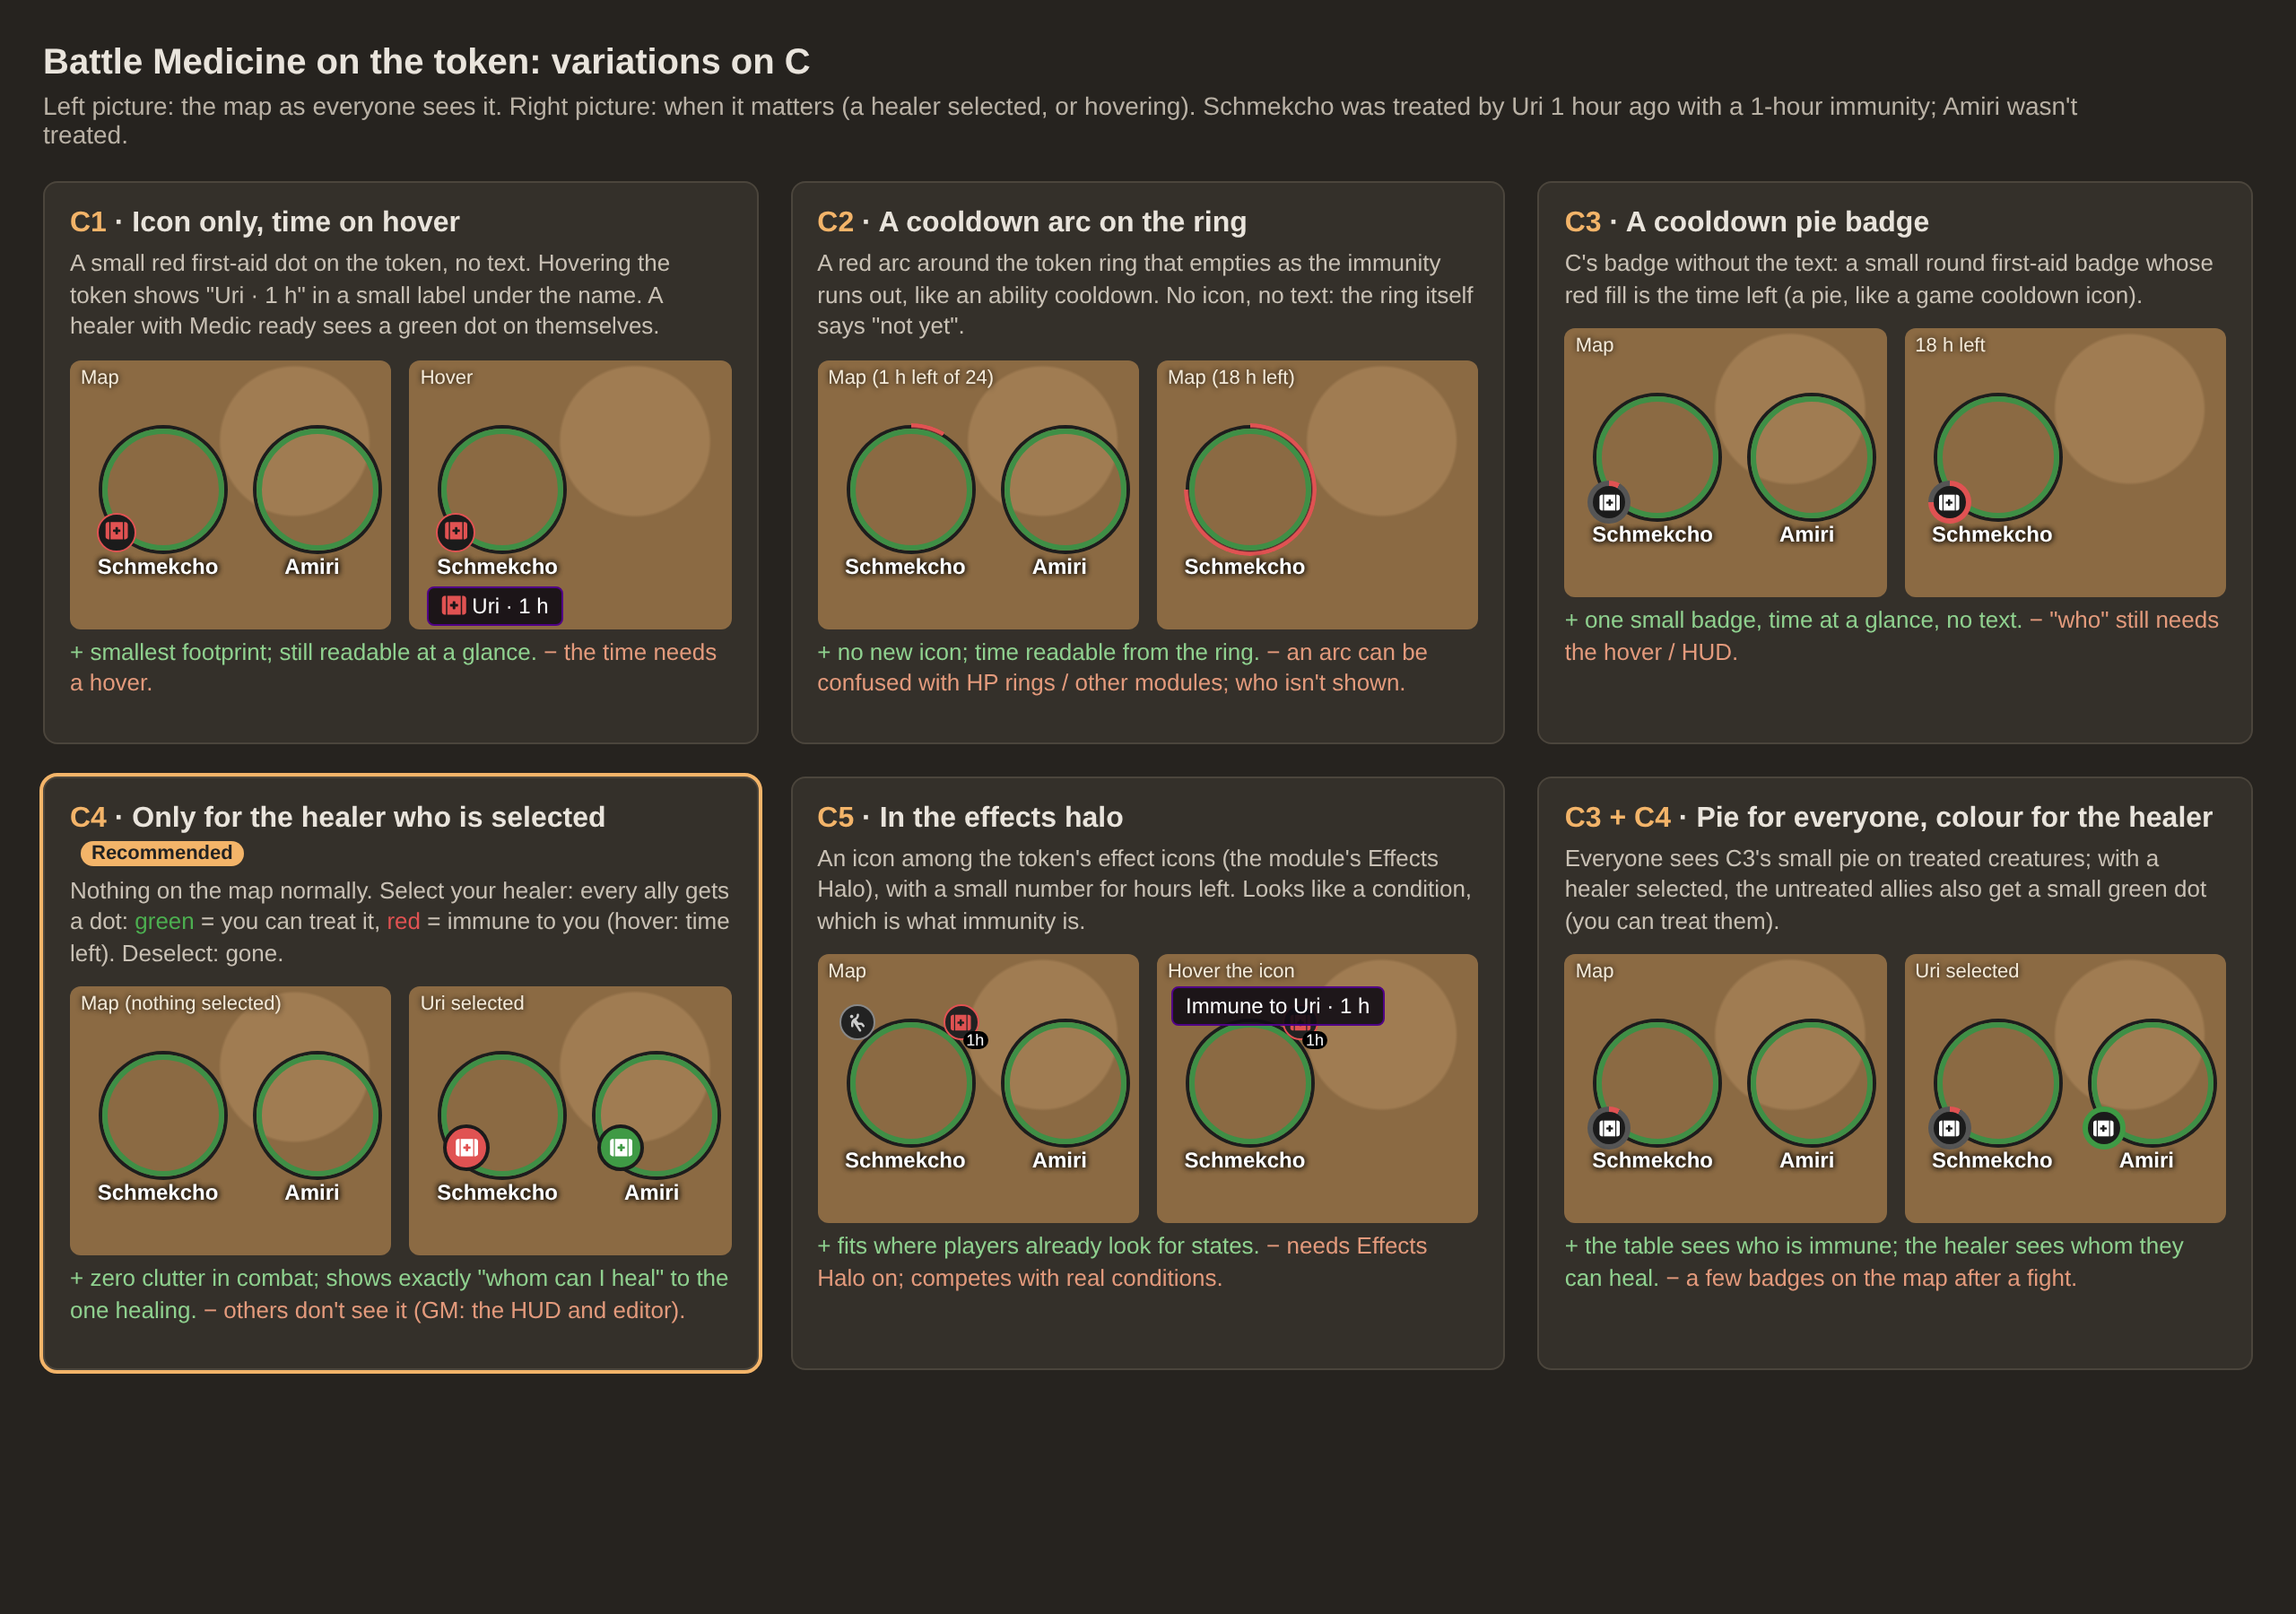 Battle Medicine on the token: variations on C
Left picture: the map as everyone sees it. Right picture: when it matters (a healer selected, or hovering). Schmekcho was treated by Uri 1 hour ago with a 1-hour immunity; Amiri wasn't
treated.
C1 · Icon only, time on hover
A small red first-aid dot on the token, no text. Hovering the
token shows "Uri · 1 h" in a small label under the name. A
healer with Medic ready sees a green dot on themselves.
Map
Schmekcho
Amiri
Hover
Schmekcho
Uri · 1 h
+ smallest footprint; still readable at a glance. − the time needs
a hover.
C2 · A cooldown arc on the ring
A red arc around the token ring that empties as the immunity
runs out, like an ability cooldown. No icon, no text: the ring itself
says "not yet".
Map (1 h left of 24)
Schmekcho
Amiri
Map (18 h left)
Schmekcho
+ no new icon; time readable from the ring. − an arc can be
confused with HP rings / other modules; who isn't shown.
C3 · A cooldown pie badge
C's badge without the text: a small round first-aid badge whose
red fill is the time left (a pie, like a game cooldown icon).
Map
Schmekcho
Amiri
18 h left
Schmekcho
+ one small badge, time at a glance, no text. − "who" still needs
the hover / HUD.
C4 · Only for the healer who is selected
Recommended
Nothing on the map normally. Select your healer: every ally gets
a dot: green = you can treat it, red = immune to you (hover: time
left). Deselect: gone.
Map (nothing selected)
Schmekcho
Amiri
Uri selected
Schmekcho
Amiri
+ zero clutter in combat; shows exactly "whom can I heal" to the
one healing. − others don't see it (GM: the HUD and editor).
C5 · In the effects halo
An icon among the token's effect icons (the module's Effects
Halo), with a small number for hours left. Looks like a condition,
which is what immunity is.
Map
1h
Schmekcho
Amiri
Hover the icon
Immune to Uri · 1 h
1h
Schmekcho
+ fits where players already look for states. − needs Effects
Halo on; competes with real conditions.
C3 + C4 · Pie for everyone, colour for the healer
Everyone sees C3's small pie on treated creatures; with a
healer selected, the untreated allies also get a small green dot
(you can treat them).
Map
Schmekcho
Amiri
Uri selected
Schmekcho
Amiri
+ the table sees who is immune; the healer sees whom they
can heal. − a few badges on the map after a fight.